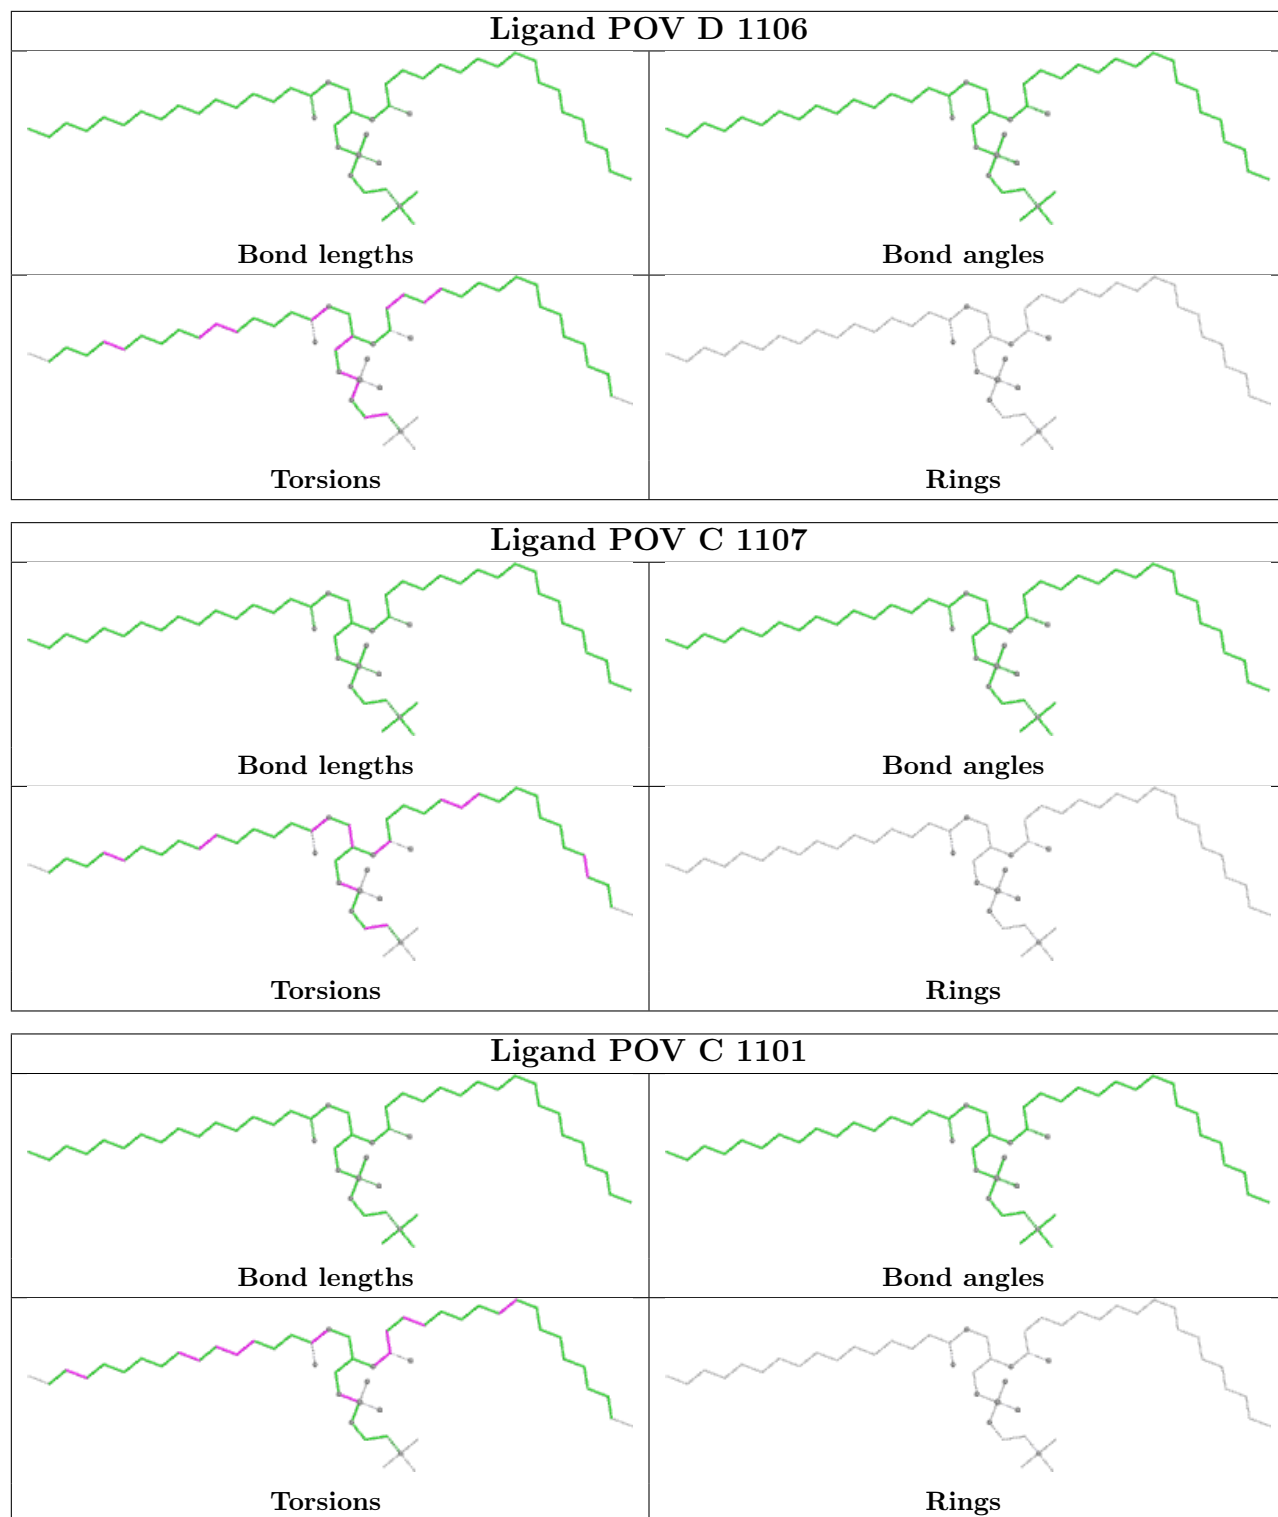 Ligand POV D 1106
Bond lengths
Bond angles
Torsions
Rings
Ligand POV C 1107
Bond lengths
Bond angles
Torsions
Rings
Ligand POV C 1101
Bond lengths
Bond angles
Torsions
Rings